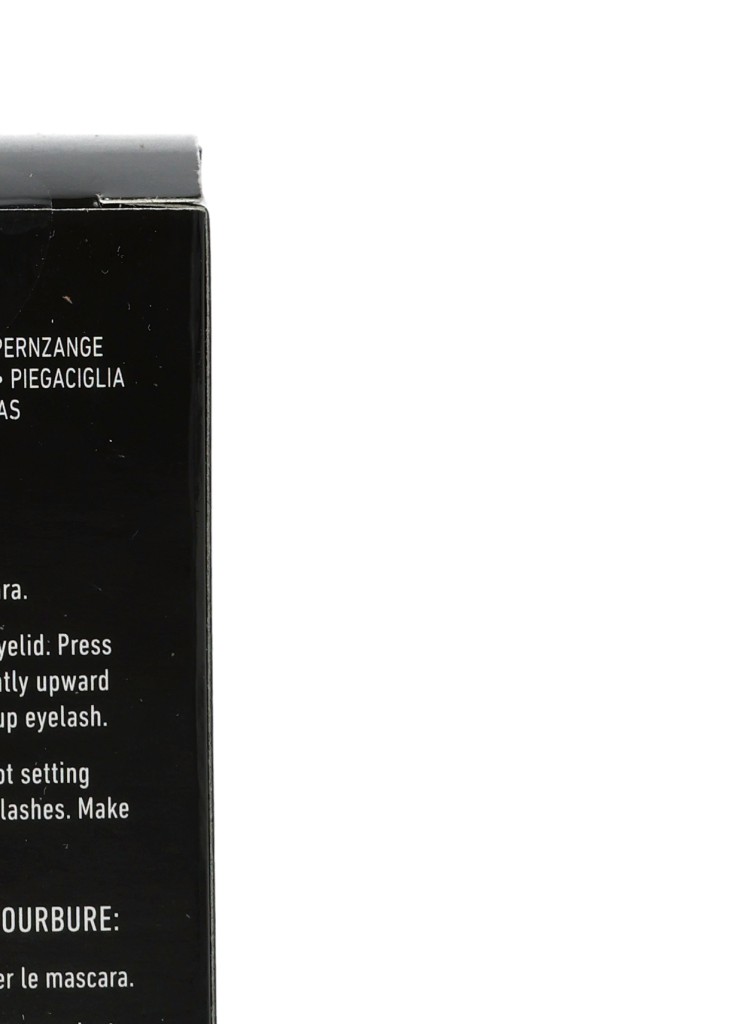 PERNZANGE
• PIEGACIGLIA
AS
ra.
yelid. Press
ntly upward
up eyelash.
ot setting
lashes. Make
OURBURE:
er le mascara.